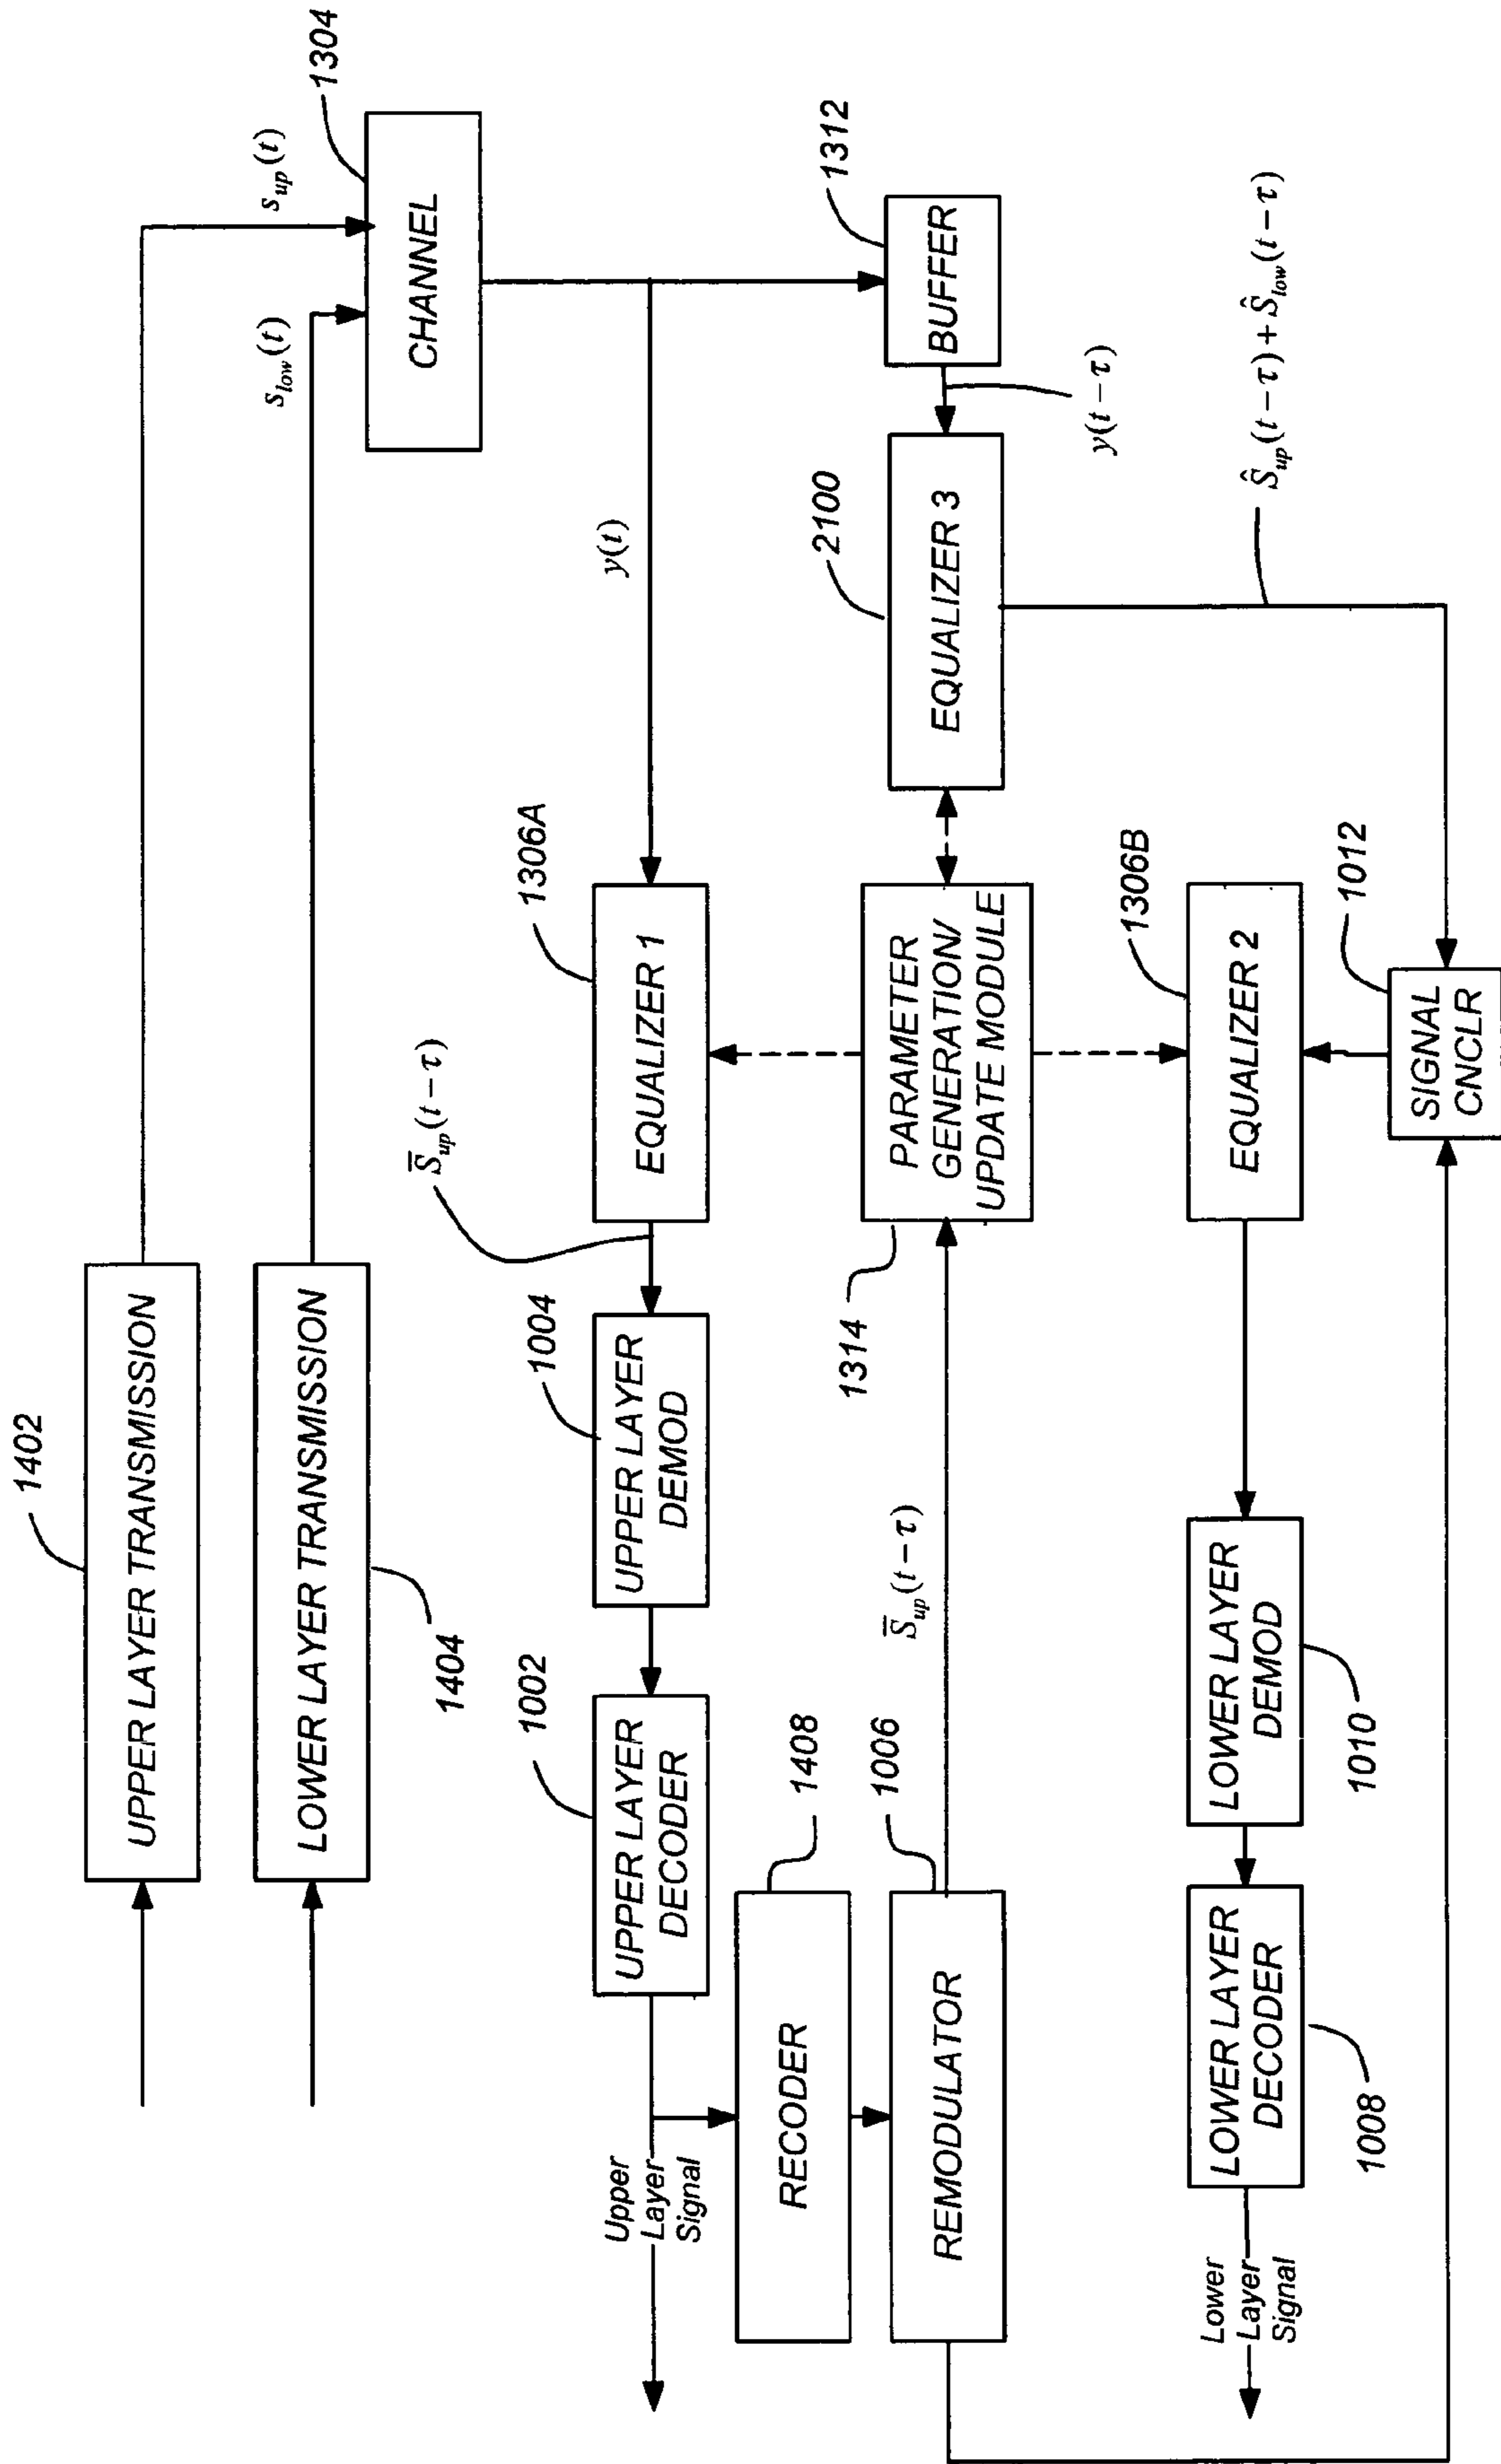 1402
UPPER LAYER TRANSMISSION
LOWER LAYER TRANSMISSION
1404
s_up(t)
s_low(t)
1304
CHANNEL
y(t)
1312
BUFFER
y(t − τ)
2100
EQUALIZER 3
Ŝ_up(t − τ) + Ŝ_low(t − τ)
1306A
EQUALIZER 1
S̅_up(t − τ)
1004
UPPER LAYER
DEMOD
1002
UPPER LAYER
DECODER
Upper
Layer
Signal
1408
RECODER
1006
REMODULATOR
S̅_up(t − τ)
1314
PARAMETER
GENERATION/
UPDATE MODULE
1306B
EQUALIZER 2
1012
SIGNAL
CNCLR
LOWER LAYER
DEMOD
1010
LOWER LAYER
DECODER
1008
Lower
Layer
Signal